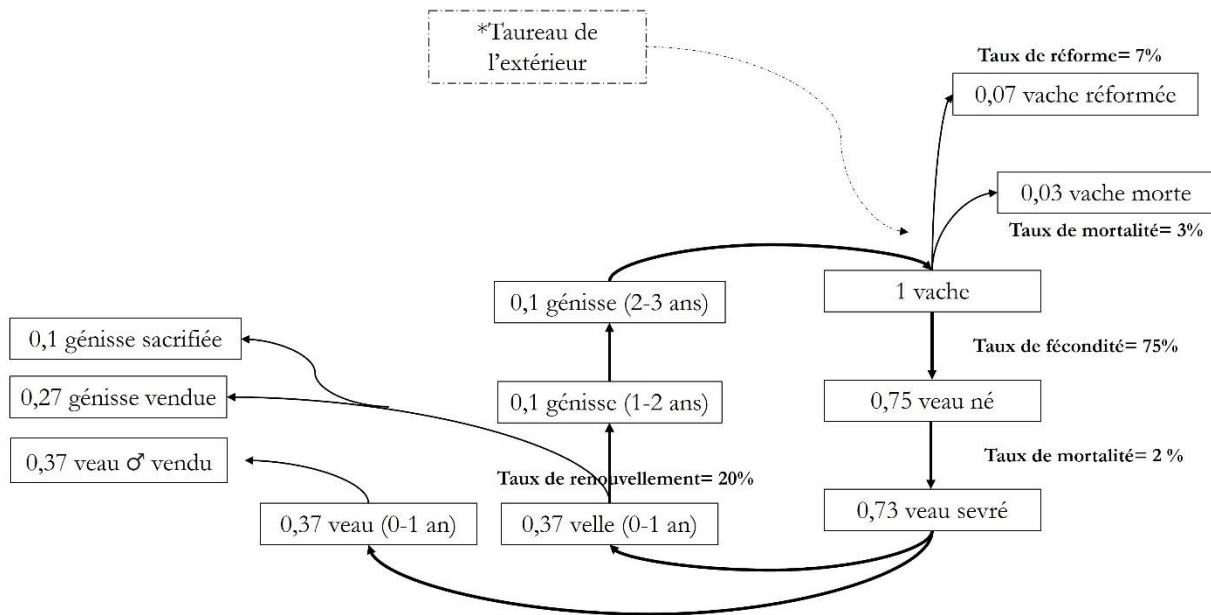 *Taureau de
l'extérieur
Taux de réforme= 7%
0,07 vache réformée
0,03 vache morte
Taux de mortalité= 3%
0,1 génisse (2-3 ans)
1 vache
0,1 génisse sacrifiée
Taux de fécondité= 75%
0,27 génisse vendue
0,1 génisse (1-2 ans)
0,75 veau né
0,37 veau ♂ vendu
Taux de renouvellement= 20%
Taux de mortalité= 2 %
0,37 veau (0-1 an)
0,37 velle (0-1 an)
0,73 veau sevré